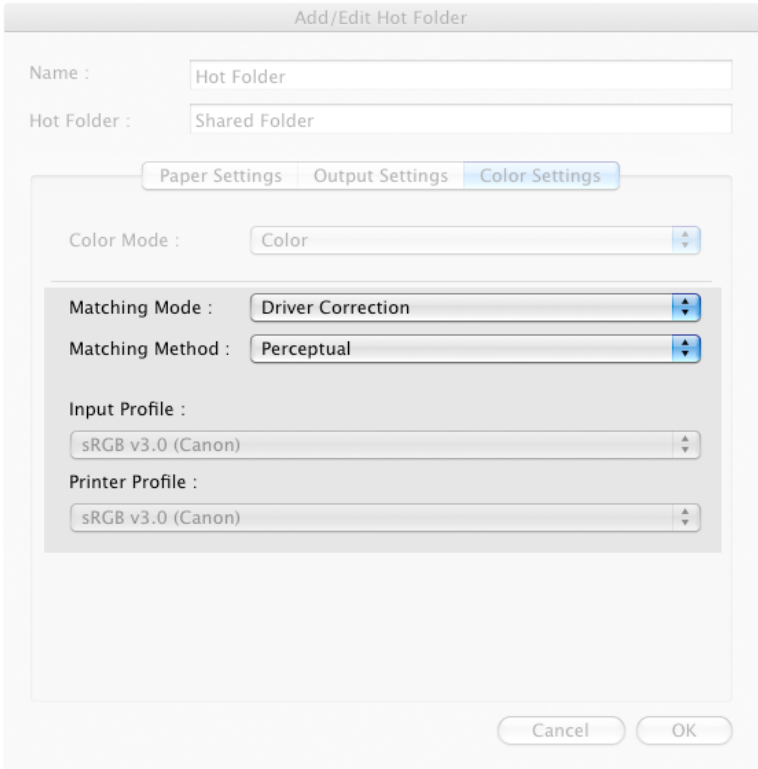 Add/Edit Hot Folder
Name : Hot Folder
Hot Folder : Shared Folder
Paper Settings Output Settings Color Settings
Color Mode : Color
Matching Mode : Driver Correction
Matching Method : Perceptual
Input Profile :
sRGB v3.0 (Canon)
Printer Profile :
sRGB v3.0 (Canon)
Cancel OK